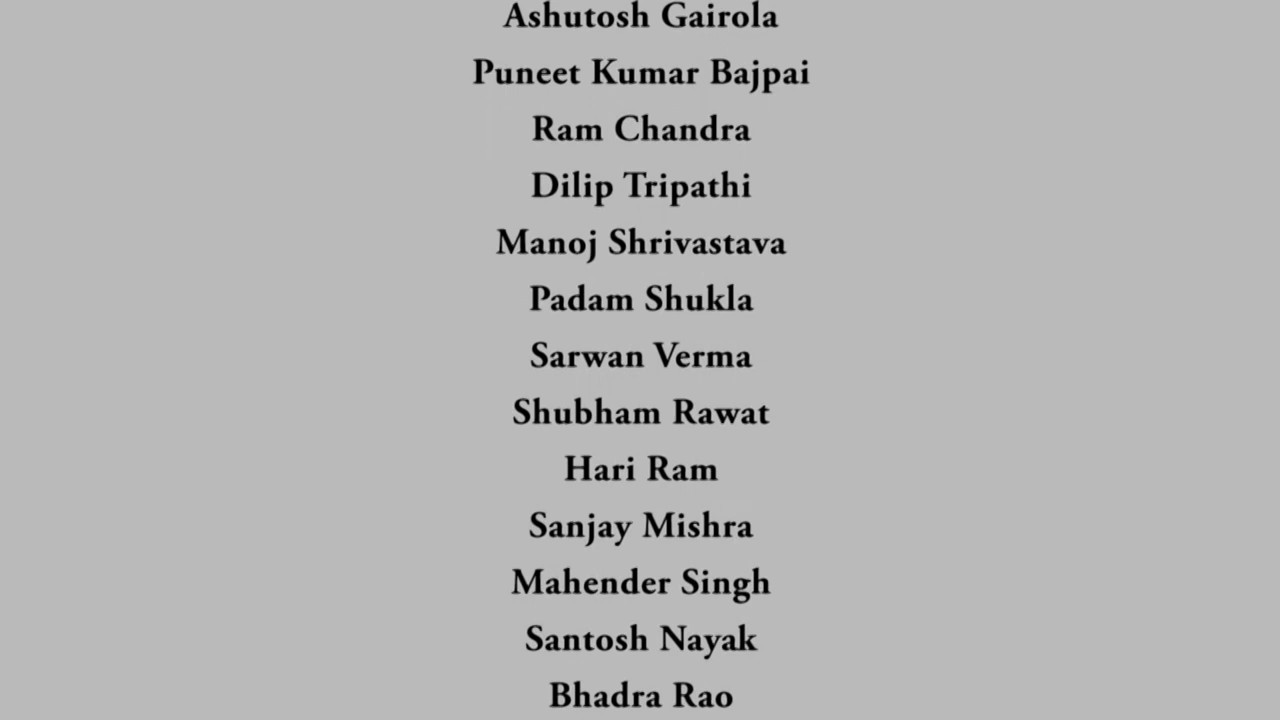 Ashutosh Gairola
Puneet Kumar Bajpai
Ram Chandra
Dilip Tripathi
Manoj Shrivastava
Padam Shukla
Sarwan Verma
Shubham Rawat
Hari Ram
Sanjay Mishra
Mahender Singh
Santosh Nayak
Bhadra Rao